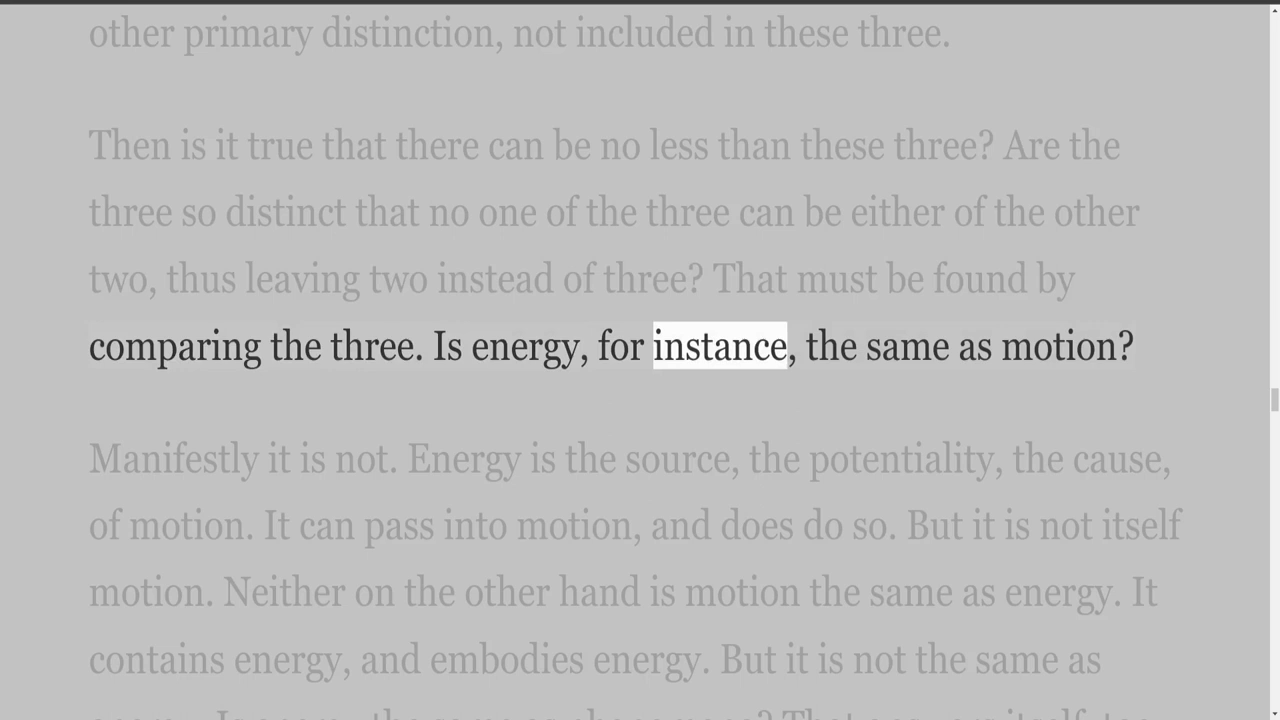 other primary distinction, not included in these three.
Then is it true that there can be no less than these three? Are the
three so distinct that no one of the three can be either of the other
two, thus leaving two instead of three? That must be found by
comparing the three. Is energy, for instance, the same as motion?
Manifestly it is not. Energy is the source, the potentiality, the cause,
of motion. It can pass into motion, and does do so. But it is not itself
motion. Neither on the other hand is motion the same as energy. It
contains energy, and embodies energy. But it is not the same as